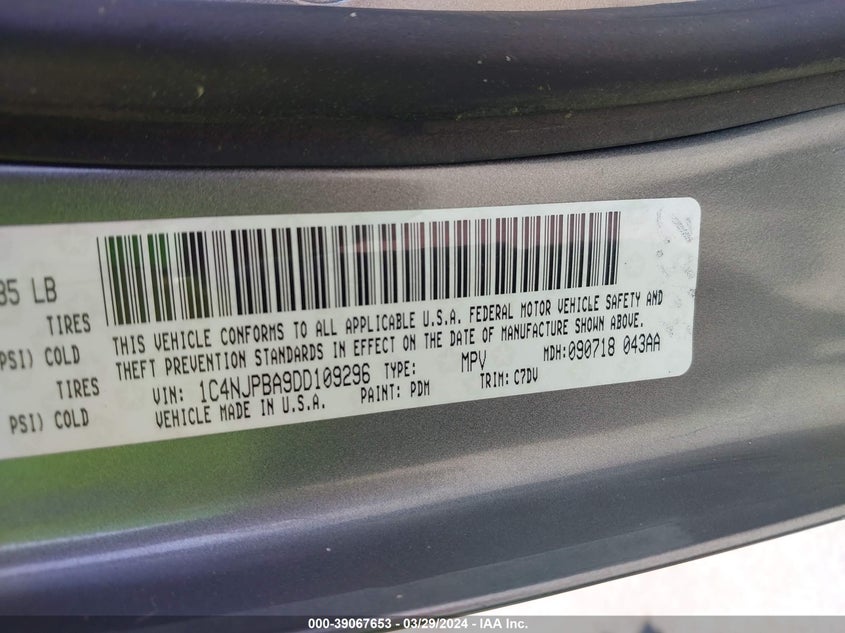 35 LB
TIRES
PSI) COLD
TIRES
PSI) COLD
THIS VEHICLE CONFORMS TO ALL APPLICABLE U.S.A. FEDERAL MOTOR VEHICLE SAFETY AND
THEFT PREVENTION STANDARDS IN EFFECT ON THE DATE OF MANUFACTURE SHOWN ABOVE.
VIN: 1C4NJPBA9DD109296 TYPE: MPV MDH:090718 043AA
VEHICLE MADE IN U.S.A. PAINT: PDM TRIM: C7DV
000-39067653 - 03/29/2024 - IAA Inc.